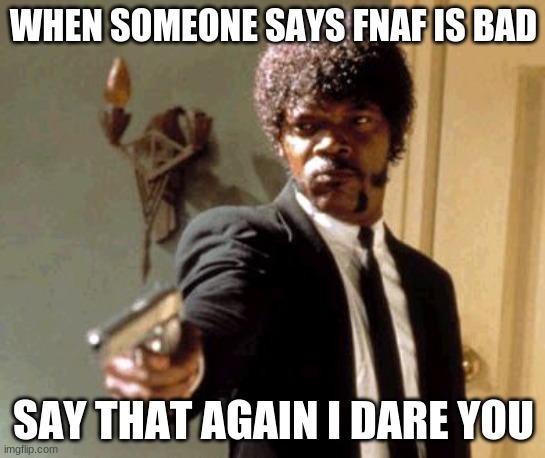 WHEN SOMEONE SAYS FNAF IS BAD
SAY THAT AGAIN I DARE YOU
imgflip.com